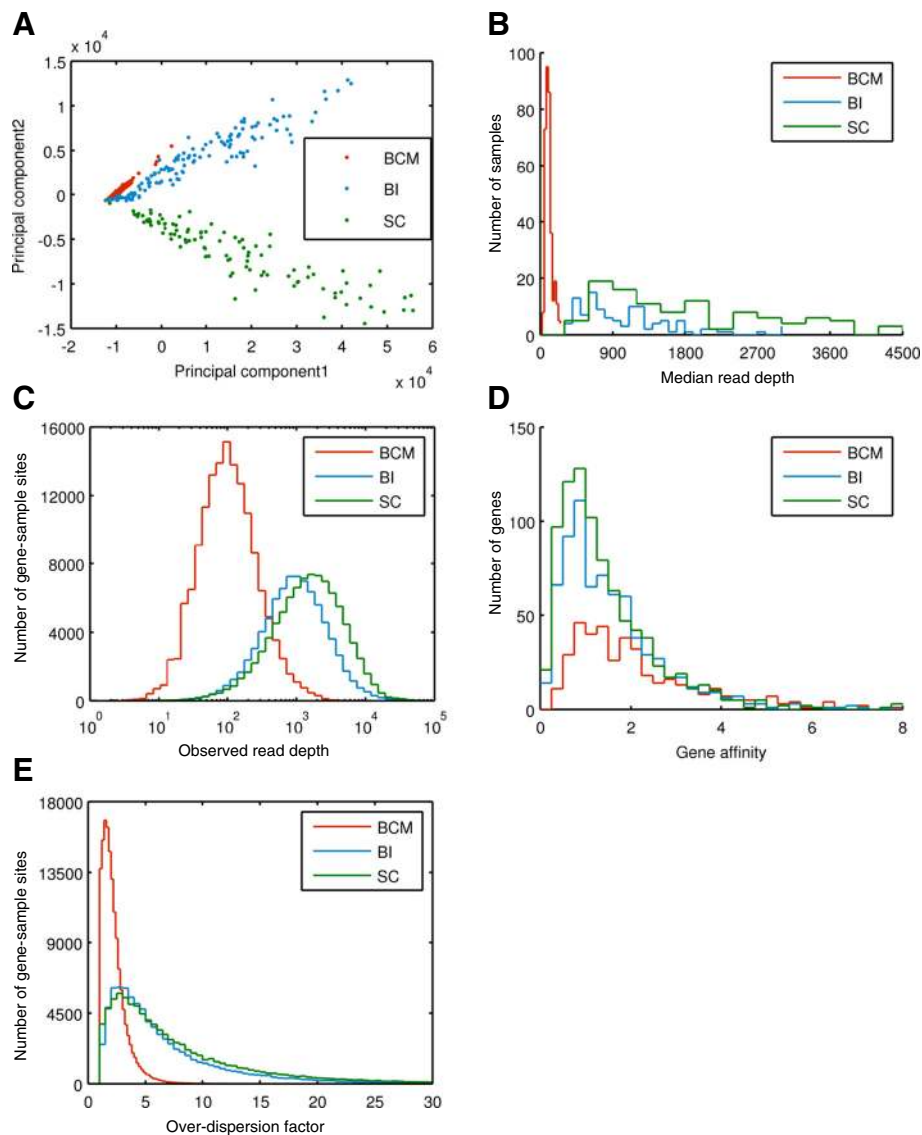 A
x 10^4
1.5
1
0.5
0
-0.5
-1
-1.5
-2 -1 0 1 2 3 4 5 6
x 10^4
Principal component1
Principal component2
BCM
BI
SC
B
100
80
60
40
20
0
0 900 1800 2700 3600 4500
Median read depth
Number of samples
BCM
BI
SC
C
16000
12000
8000
4000
0
10^0 10^1 10^2 10^3 10^4 10^5
Observed read depth
Number of gene-sample sites
BCM
BI
SC
D
150
100
50
0
0 2 4 6 8
Gene affinity
Number of genes
BCM
BI
SC
E
18000
13500
9000
4500
0
0 5 10 15 20 25 30
Over-dispersion factor
Number of gene-sample sites
BCM
BI
SC